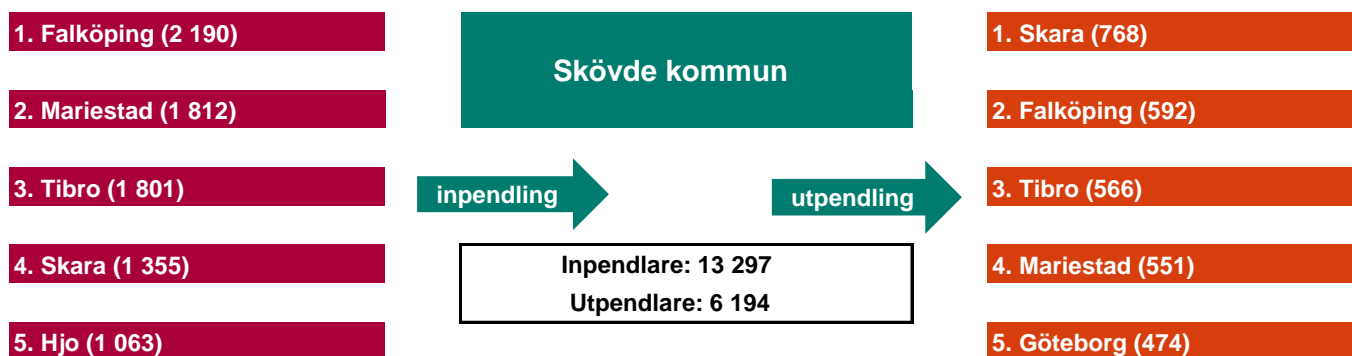 1. Falköping (2 190)
2. Mariestad (1 812)
3. Tibro (1 801)
4. Skara (1 355)
5. Hjo (1 063)
Skövde kommun
inpendling
utpendling
Inpendlare: 13 297
Utpendlare: 6 194
1. Skara (768)
2. Falköping (592)
3. Tibro (566)
4. Mariestad (551)
5. Göteborg (474)